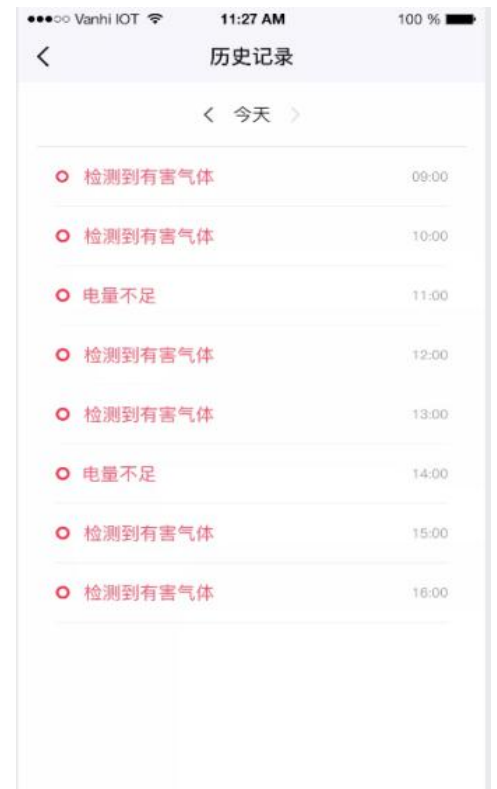 Vanhi IOT 11:27 AM 100 %
历史记录
今天
检测到有害气体 09:00
检测到有害气体 10:00
电量不足 11:00
检测到有害气体 12:00
检测到有害气体 13:00
电量不足 14:00
检测到有害气体 15:00
检测到有害气体 16:00